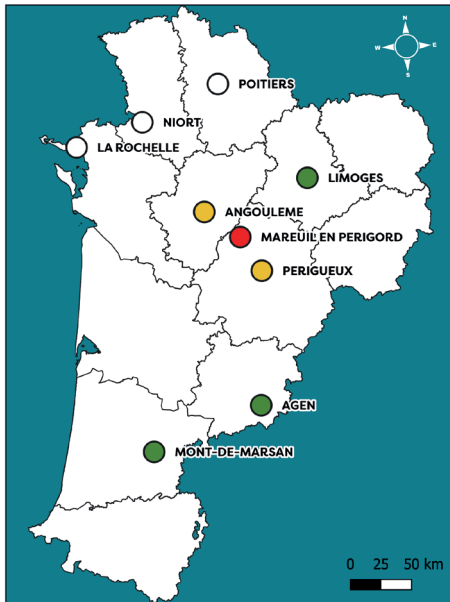 N
W E
S
POITIERS
NIORT
LA ROCHELLE
LIMOGES
ANGOULEME
MAREUIL EN PERIGORD
PERIGUEUX
AGEN
MONT-DE-MARSAN
0 25 50 km